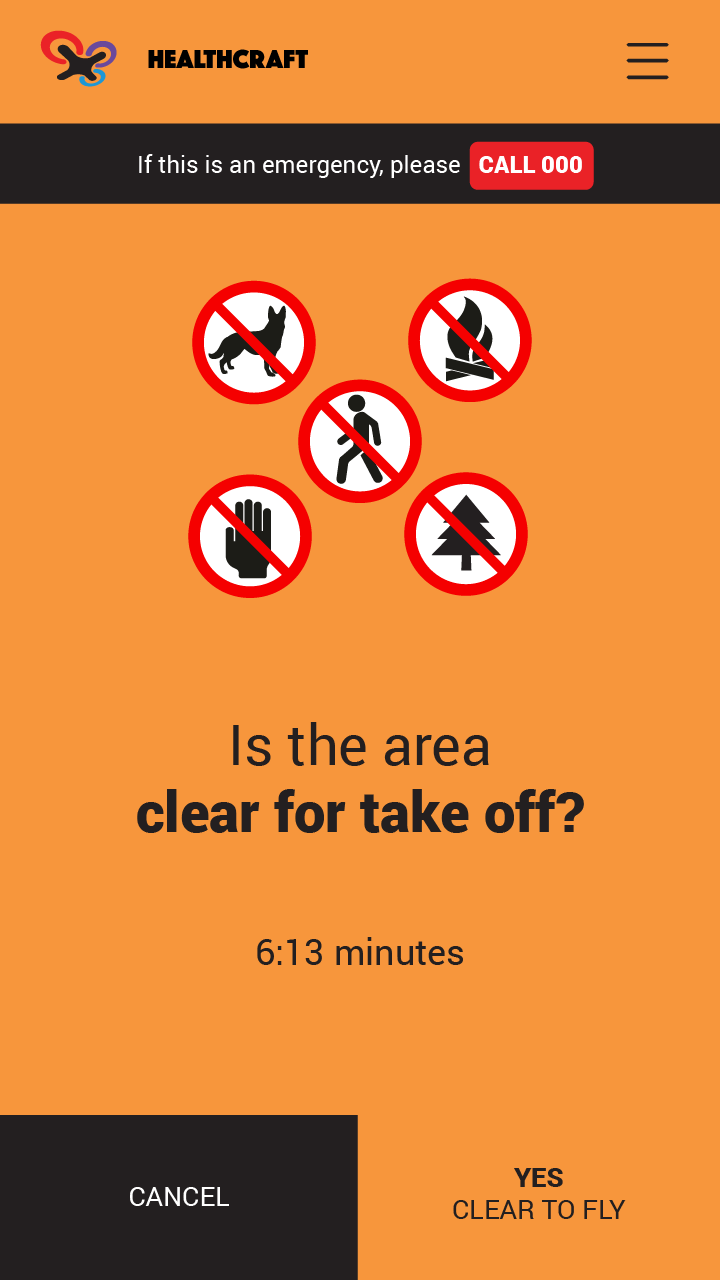 HEALTHCRAFT
If this is an emergency, please CALL 000
Is the area
clear for take off?
6:13 minutes
CANCEL
YES
CLEAR TO FLY